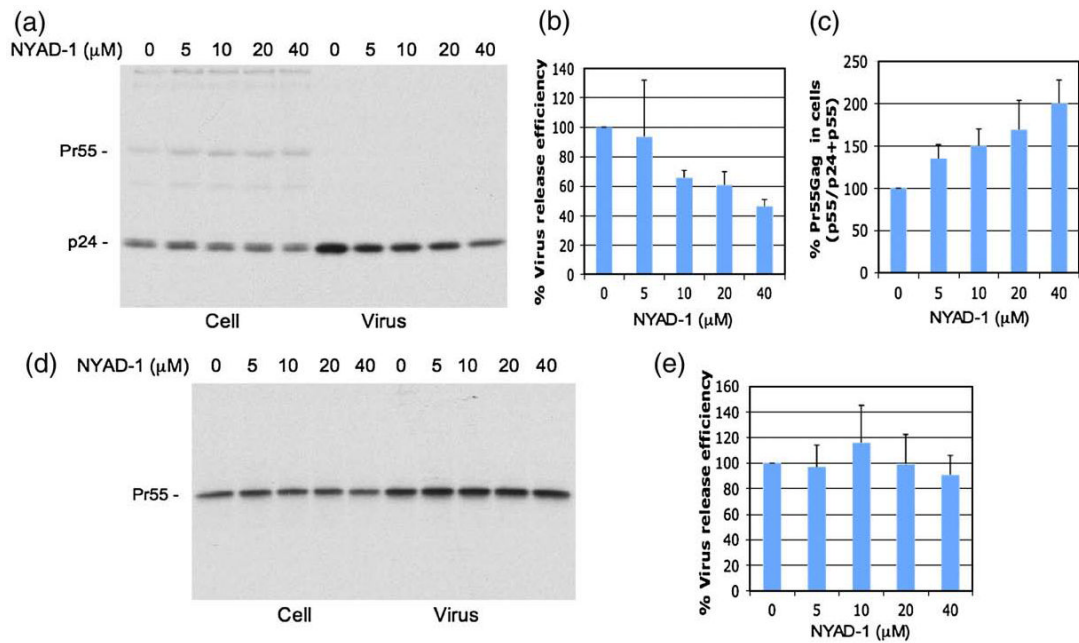 (a)
NYAD-1 (μM) 0 5 10 20 40 0 5 10 20 40
Pr55 -
p24 -
Cell Virus
(b)
% Virus release efficiency
140
120
100
80
60
40
20
0
0 5 10 20 40
NYAD-1 (μM)
(c)
% Pr55Gag in cells
(p55/p24+p55)
250
200
150
100
50
0
0 5 10 20 40
NYAD-1 (μM)
(d)
NYAD-1 (μM) 0 5 10 20 40 0 5 10 20 40
Pr55 -
Cell Virus
(e)
% Virus release efficiency
160
140
120
100
80
60
40
20
0
0 5 10 20 40
NYAD-1 (μM)